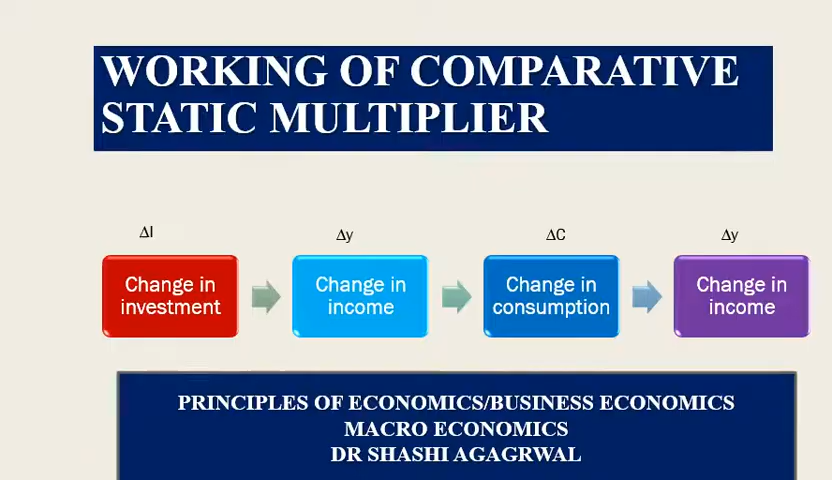 WORKING OF COMPARATIVE
STATIC MULTIPLIER
ΔI
Δy
ΔC
Δy
Change in
investment
Change in
income
Change in
consumption
Change in
income
PRINCIPLES OF ECONOMICS/BUSINESS ECONOMICS
MACRO ECONOMICS
DR SHASHI AGAGRWAL